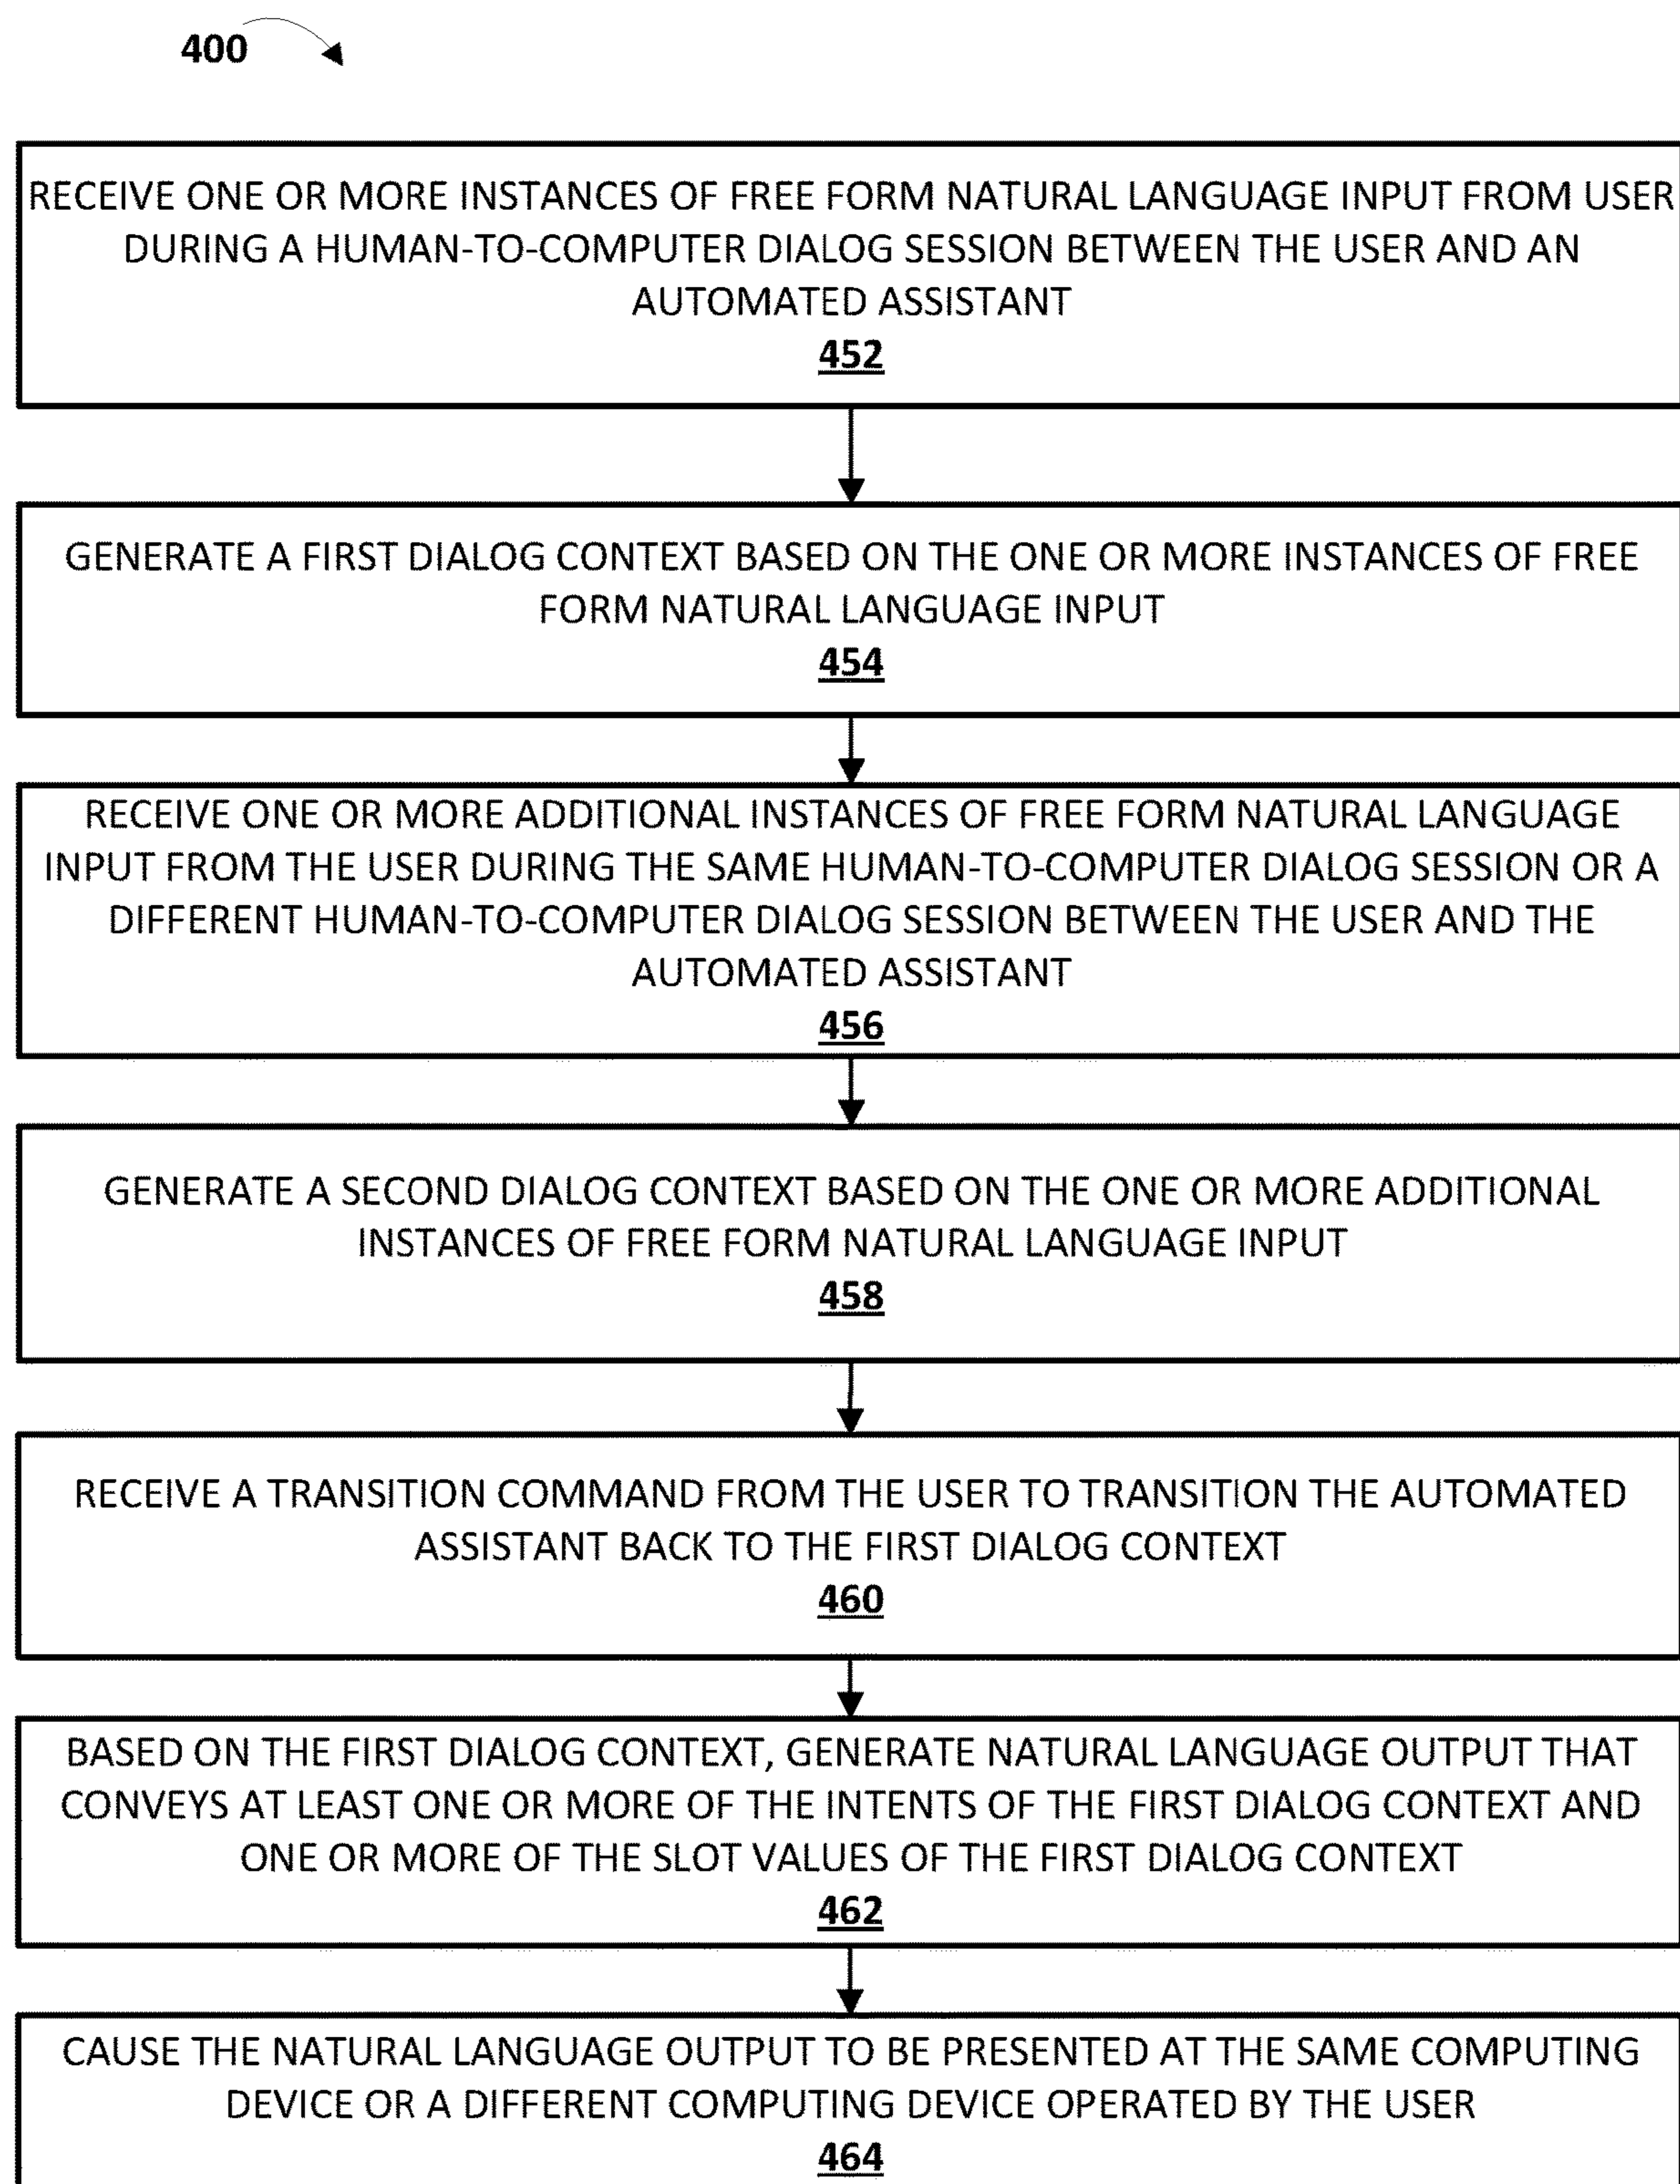 400
RECEIVE ONE OR MORE INSTANCES OF FREE FORM NATURAL LANGUAGE INPUT FROM USER
DURING A HUMAN-TO-COMPUTER DIALOG SESSION BETWEEN THE USER AND AN
AUTOMATED ASSISTANT
452
GENERATE A FIRST DIALOG CONTEXT BASED ON THE ONE OR MORE INSTANCES OF FREE
FORM NATURAL LANGUAGE INPUT
454
RECEIVE ONE OR MORE ADDITIONAL INSTANCES OF FREE FORM NATURAL LANGUAGE
INPUT FROM THE USER DURING THE SAME HUMAN-TO-COMPUTER DIALOG SESSION OR A
DIFFERENT HUMAN-TO-COMPUTER DIALOG SESSION BETWEEN THE USER AND THE
AUTOMATED ASSISTANT
456
GENERATE A SECOND DIALOG CONTEXT BASED ON THE ONE OR MORE ADDITIONAL
INSTANCES OF FREE FORM NATURAL LANGUAGE INPUT
458
RECEIVE A TRANSITION COMMAND FROM THE USER TO TRANSITION THE AUTOMATED
ASSISTANT BACK TO THE FIRST DIALOG CONTEXT
460
BASED ON THE FIRST DIALOG CONTEXT, GENERATE NATURAL LANGUAGE OUTPUT THAT
CONVEYS AT LEAST ONE OR MORE OF THE INTENTS OF THE FIRST DIALOG CONTEXT AND
ONE OR MORE OF THE SLOT VALUES OF THE FIRST DIALOG CONTEXT
462
CAUSE THE NATURAL LANGUAGE OUTPUT TO BE PRESENTED AT THE SAME COMPUTING
DEVICE OR A DIFFERENT COMPUTING DEVICE OPERATED BY THE USER
464